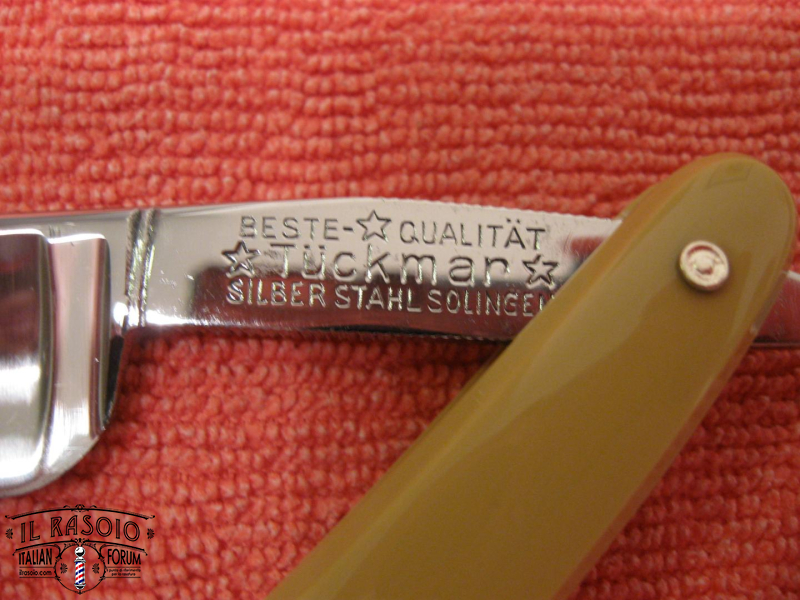 BESTE-☆ QUALITÄT
☆ Tückmar ☆
SILBER STAHL SOLINGEN
IL RASOIO
ITALIAN FORUM
ilrasoio.com